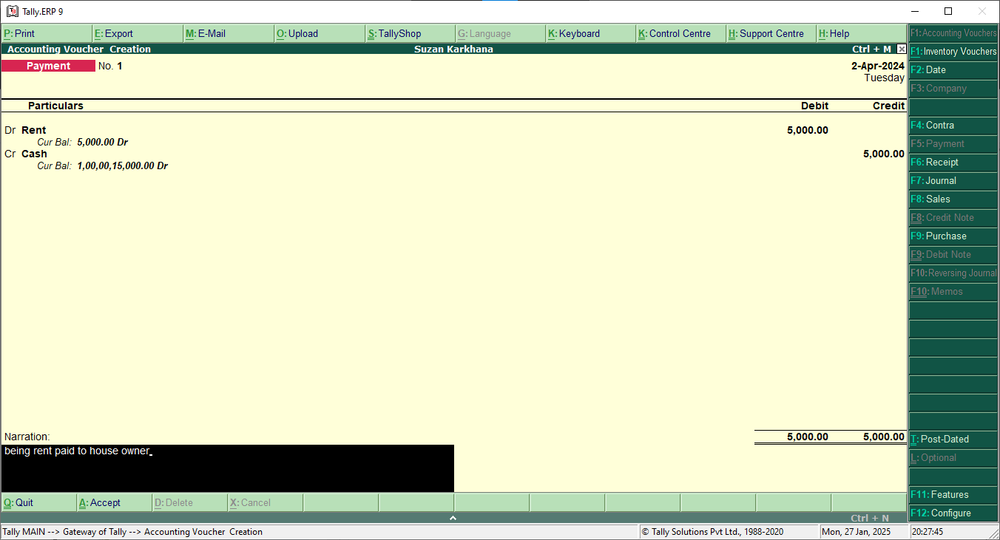 Tally.ERP 9
P: Print E: Export M: E-Mail O: Upload S: TallyShop G: Language K: Keyboard K: Control Centre H: Support Centre H: Help
Accounting Voucher Creation Suzan Karkhana Ctrl + M
Payment No. 1 2-Apr-2024
Tuesday
Particulars Debit Credit
Dr Rent 5,000.00
Cur Bal: 5,000.00 Dr
Cr Cash 5,000.00
Cur Bal: 1,00,00,15,000.00 Dr
Narration: 5,000.00 5,000.00
being rent paid to house owner
Q: Quit A: Accept D: Delete X: Cancel
Ctrl + N
F1: Accounting Vouchers
F1: Inventory Vouchers
F2: Date
F3: Company
F4: Contra
F5: Payment
F6: Receipt
F7: Journal
F8: Sales
F8: Credit Note
F9: Purchase
F9: Debit Note
F10: Reversing Journal
F10: Memos
T: Post-Dated
L: Optional
F11: Features
F12: Configure
Tally MAIN --> Gateway of Tally --> Accounting Voucher Creation © Tally Solutions Pvt Ltd., 1988-2020 Mon, 27 Jan, 2025 20:27:45